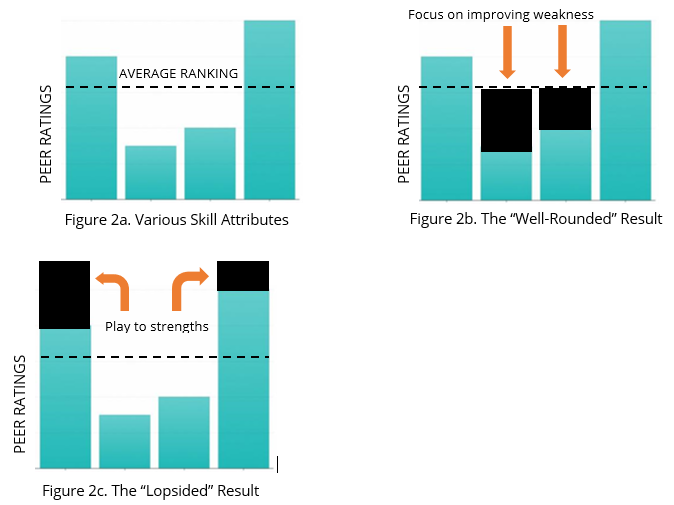 AVERAGE RANKING
PEER RATINGS
Figure 2a. Various Skill Attributes
Focus on improving weakness
PEER RATINGS
Figure 2b. The “Well-Rounded” Result
Play to strengths
PEER RATINGS
Figure 2c. The “Lopsided” Result